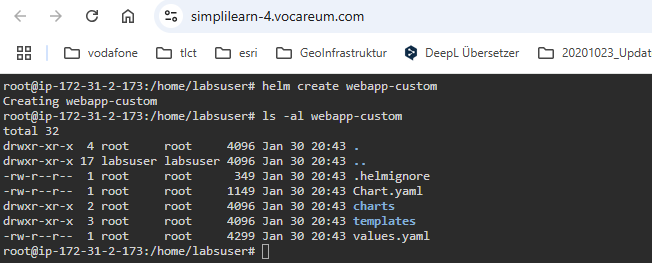 simplilearn-4.vocareum.com
vodafone tlct esri GeoInfrastruktur DeepL Übersetzer 20201023_Updat
root@ip-172-31-2-173:/home/labsuser# helm create webapp-custom
Creating webapp-custom
root@ip-172-31-2-173:/home/labsuser# ls -al webapp-custom
total 32
drwxr-xr-x  4 root     root     4096 Jan 30 20:43 .
drwxr-xr-x 17 labsuser labsuser 4096 Jan 30 20:43 ..
-rw-r--r--  1 root     root      349 Jan 30 20:43 .helmignore
-rw-r--r--  1 root     root     1149 Jan 30 20:43 Chart.yaml
drwxr-xr-x  2 root     root     4096 Jan 30 20:43 charts
drwxr-xr-x  3 root     root     4096 Jan 30 20:43 templates
-rw-r--r--  1 root     root     4299 Jan 30 20:43 values.yaml
root@ip-172-31-2-173:/home/labsuser#